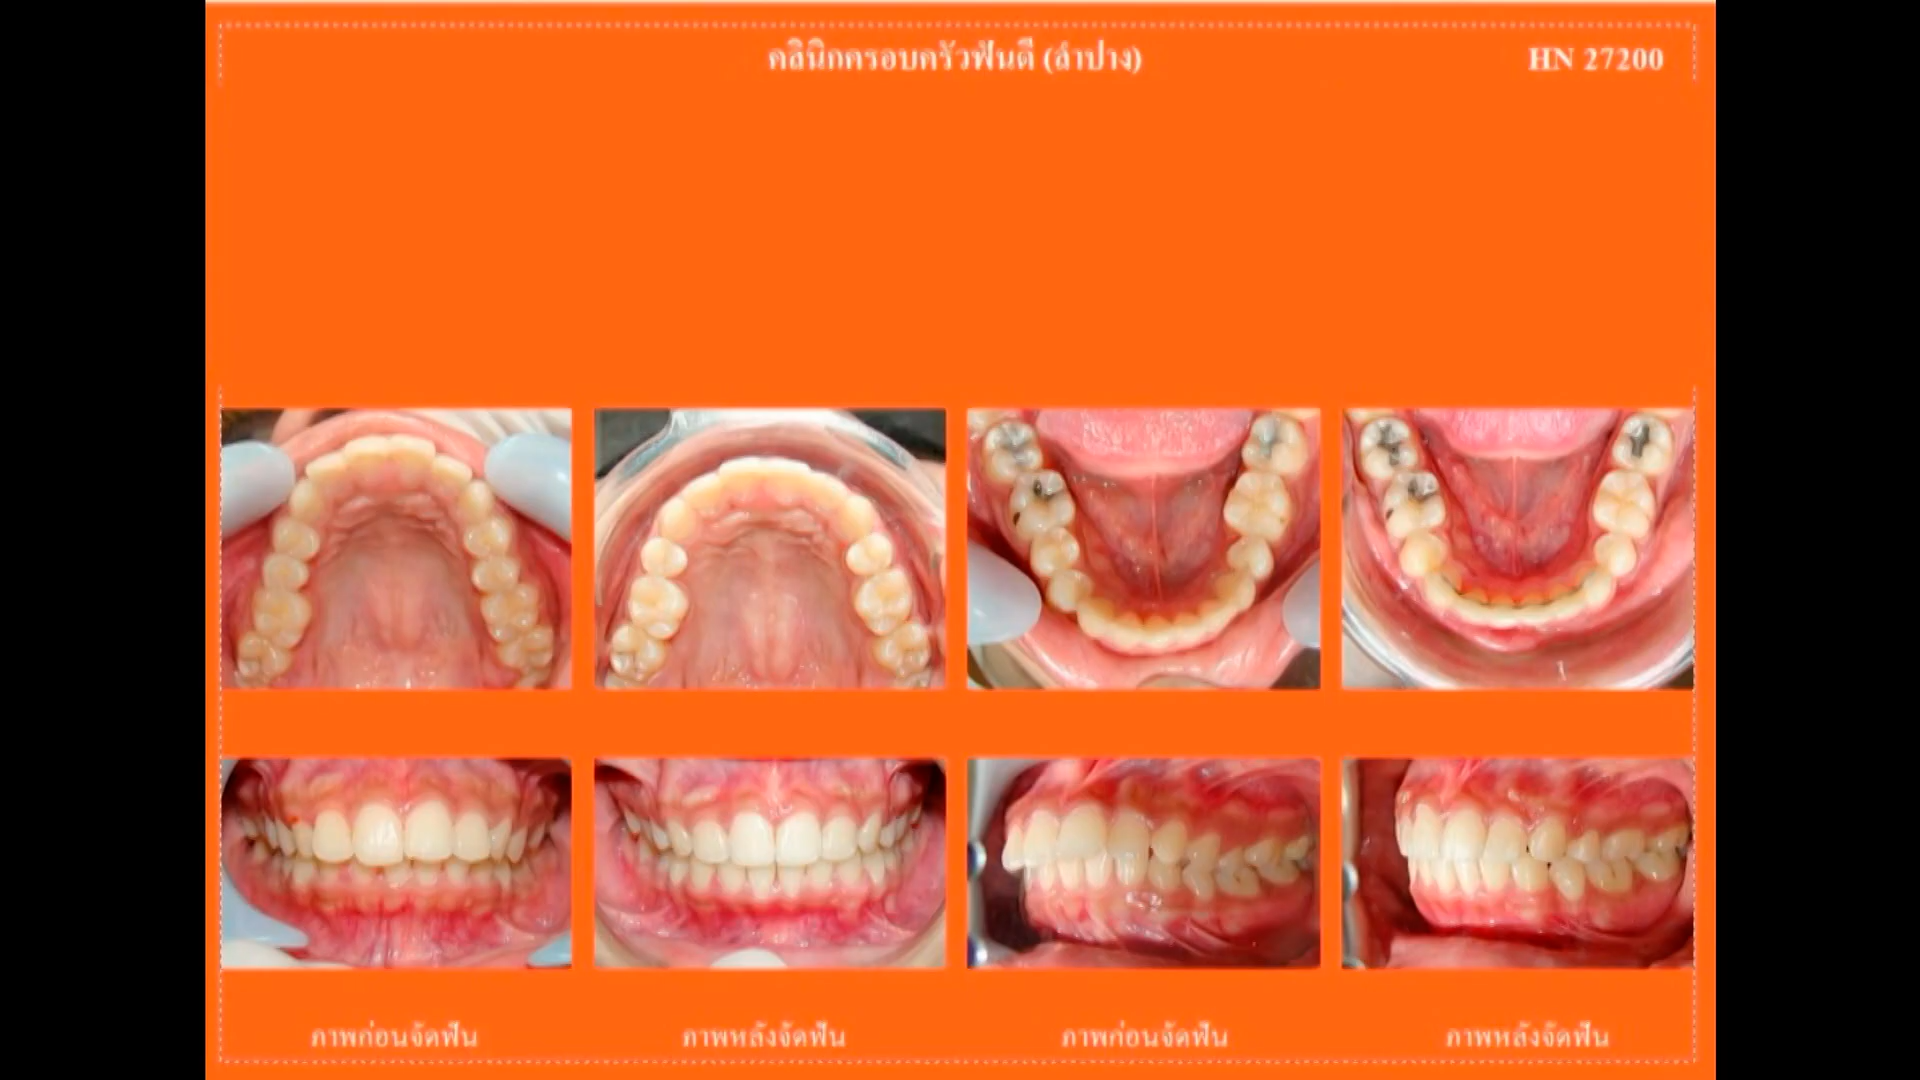 คลินิกครอบครัวฟันดี (ลำปาง)
HN 27200
ภาพก่อนจัดฟัน
ภาพหลังจัดฟัน
ภาพก่อนจัดฟัน
ภาพหลังจัดฟัน